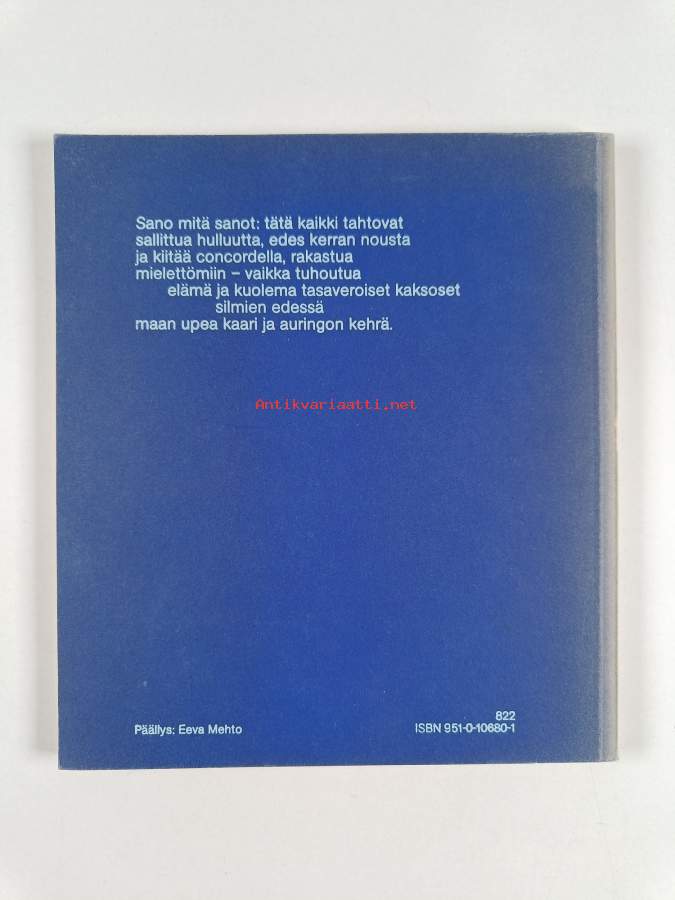 Sano mitä sanot: tätä kaikki tahtovat
sallittua hulluutta, edes kerran nousta
ja kiitää concordella, rakastua
mielettömiin – vaikka tuhoutua
elämä ja kuolema tasaveroiset kaksoset
silmien edessä
maan upea kaari ja auringon kehrä.
Antikvariaatti.net
822
Päällys: Eeva Mehto
ISBN 951-0-10680-1